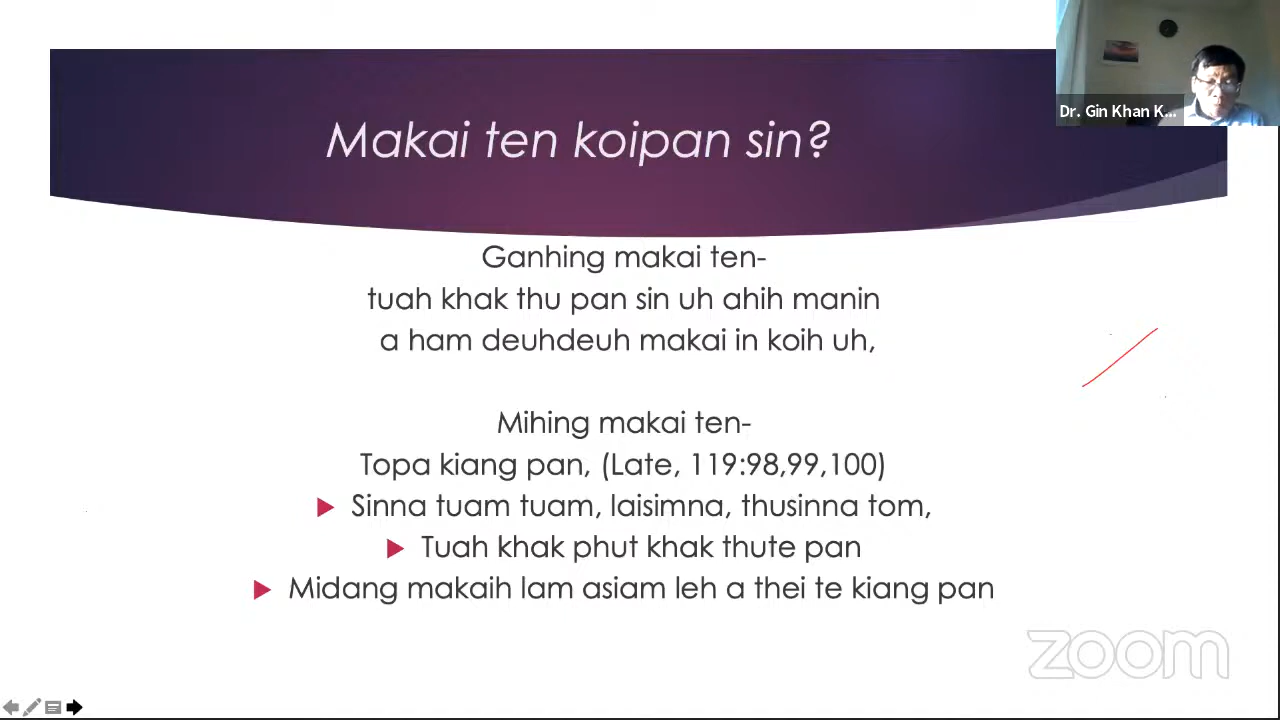 Dr. Gin Khan K...
Makai ten koipan sin?
Ganhing makai ten-
tuah khak thu pan sin uh ahih manin
a ham deuhdeuh makai in koih uh,
Mihing makai ten-
Topa kiang pan, (Late, 119:98,99,100)
Sinna tuam tuam, laisimna, thusinna tom,
Tuah khak phut khak thute pan
Midang makaih lam asiam leh a thei te kiang pan
zoom